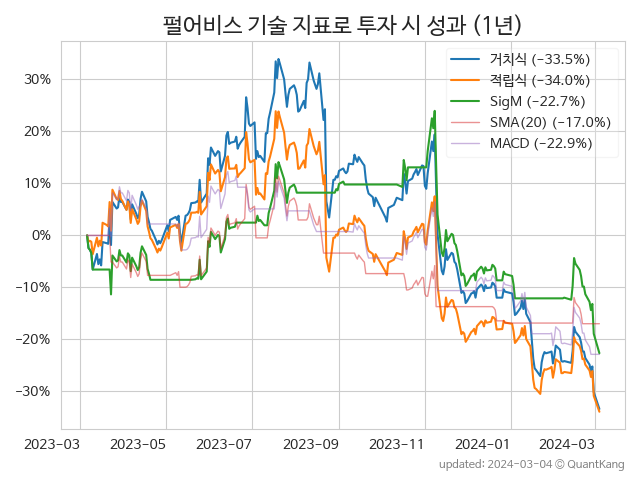 펄어비스 기술 지표로 투자 시 성과 (1년)
거치식 (−33.5%)
적립식 (−34.0%)
SigM (−22.7%)
SMA(20) (−17.0%)
MACD (−22.9%)
30%
20%
10%
0%
−10%
−20%
−30%
2023-03 2023-05 2023-07 2023-09 2023-11 2024-01 2024-03
updated: 2024-03-04 © QuantKang